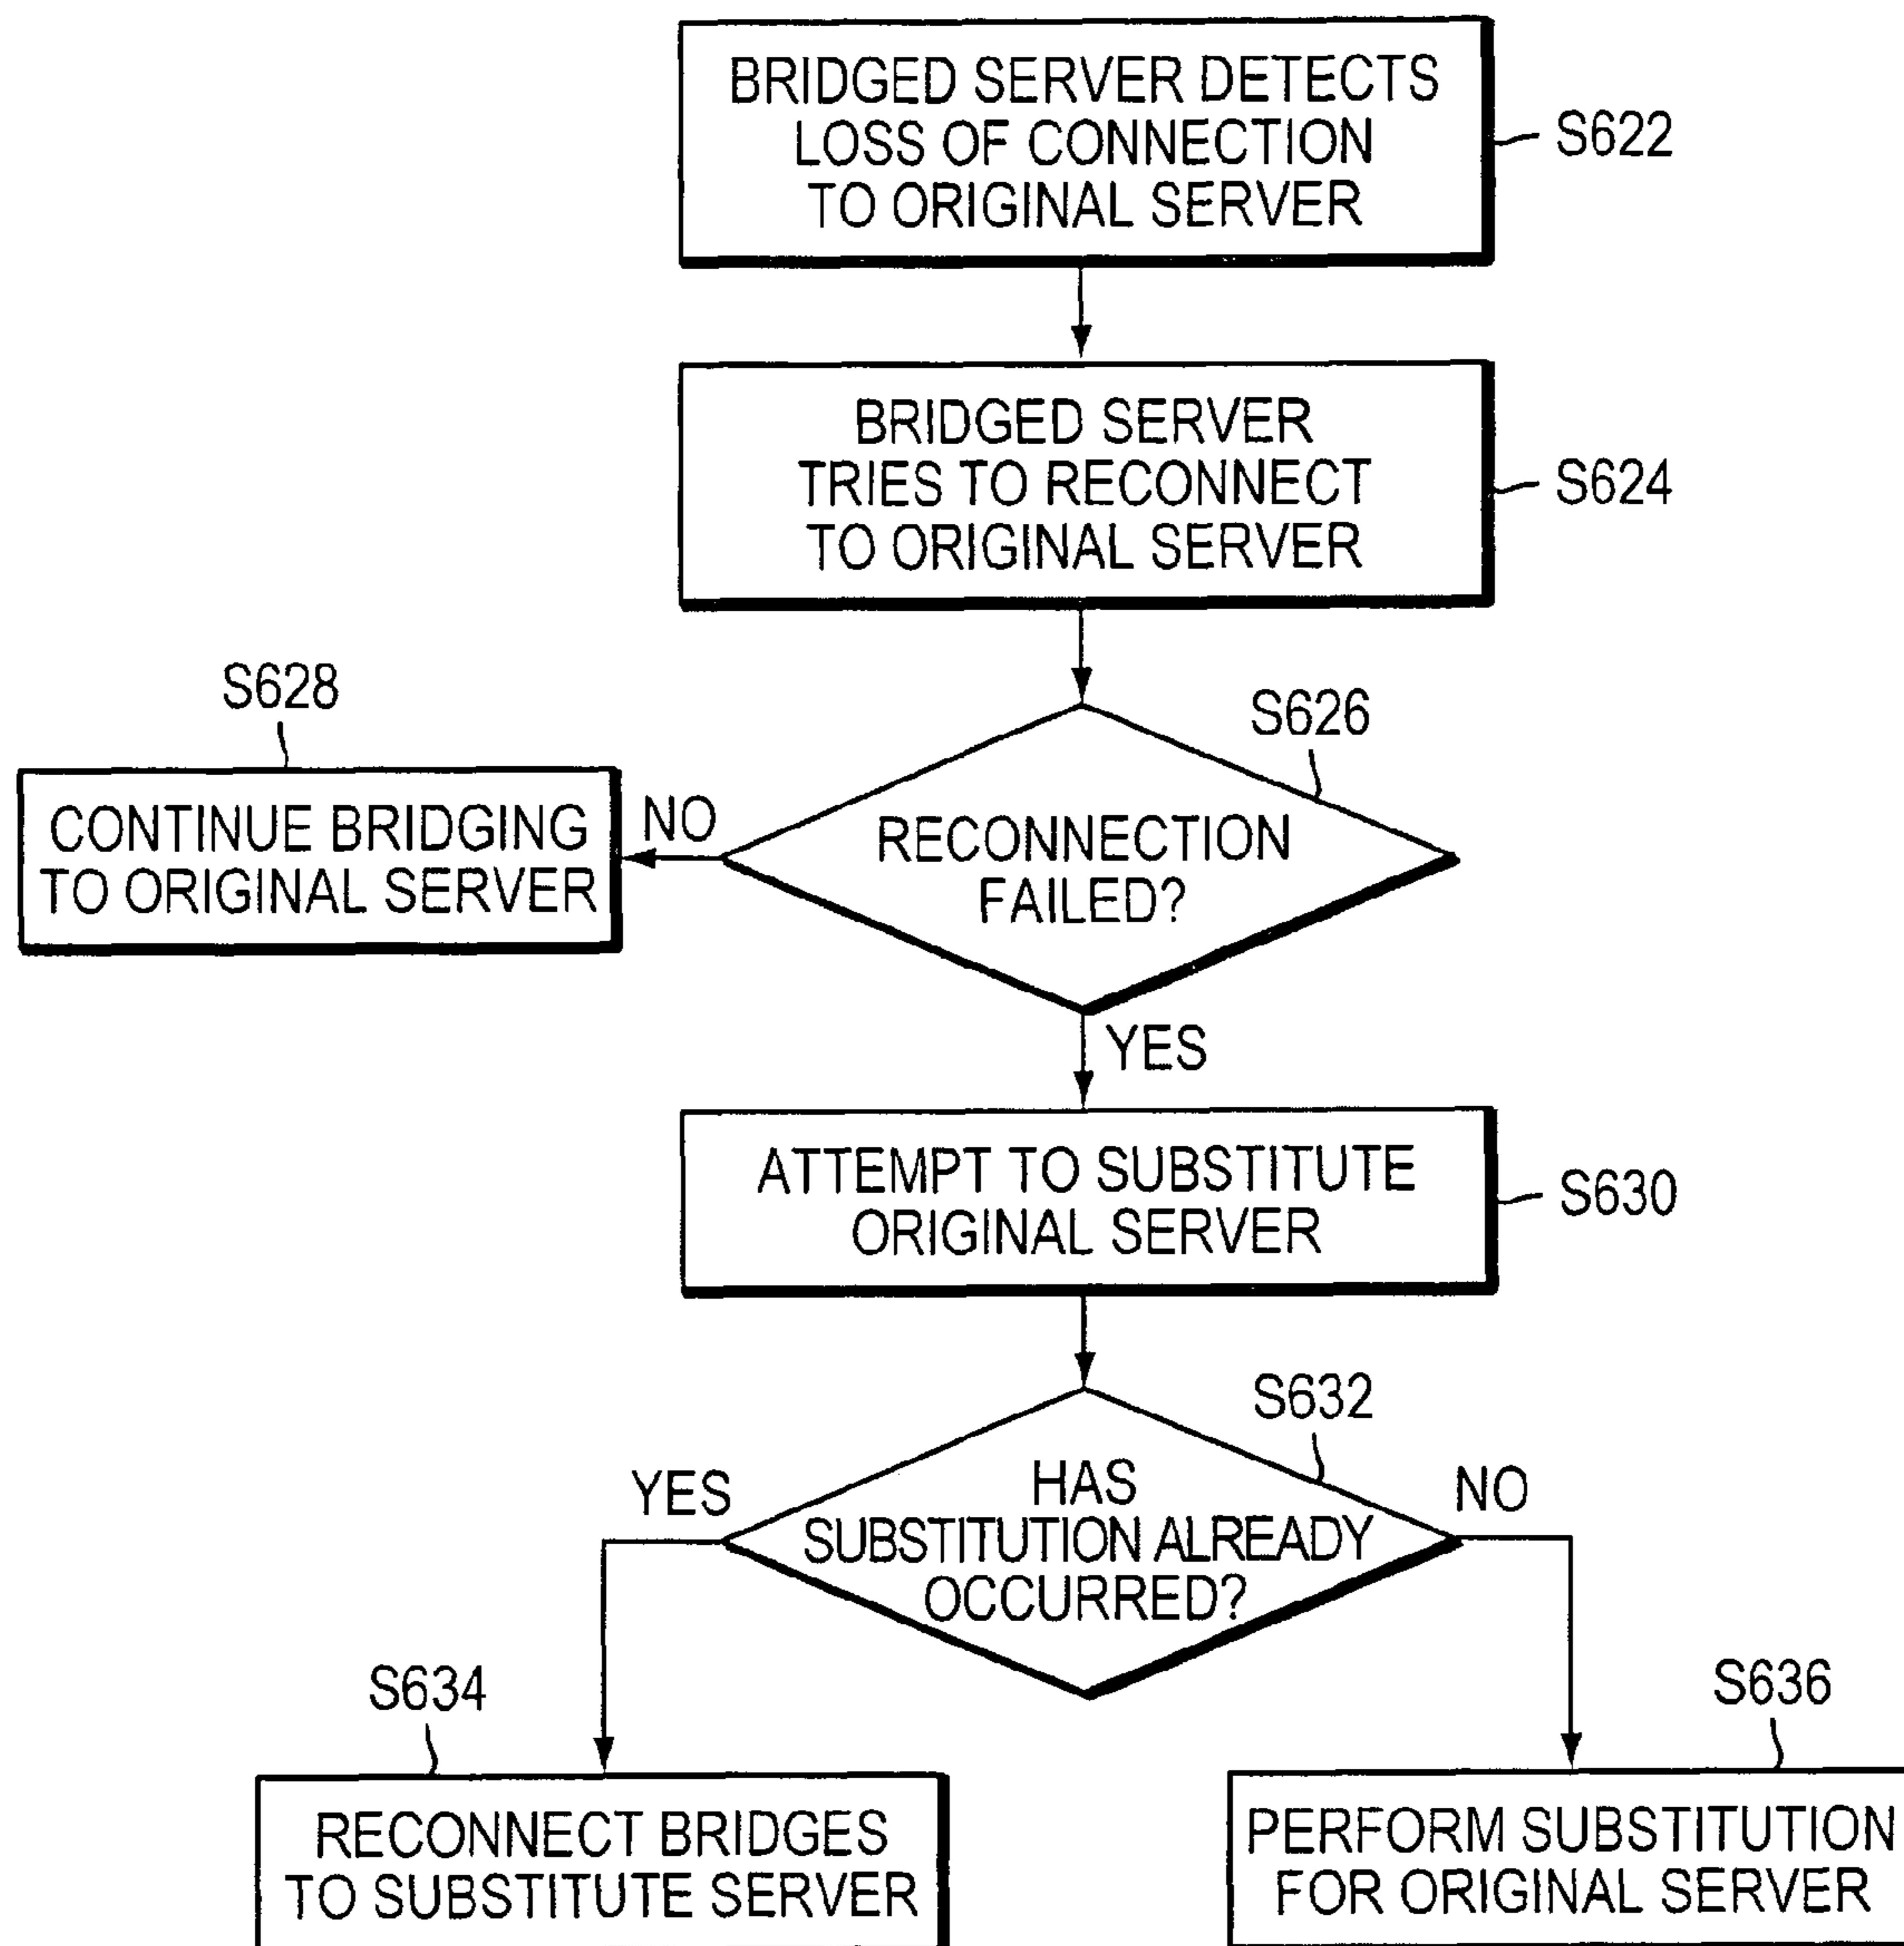 BRIDGED SERVER DETECTS
LOSS OF CONNECTION
TO ORIGINAL SERVER
S622
BRIDGED SERVER
TRIES TO RECONNECT
TO ORIGINAL SERVER
S624
S628
S626
CONTINUE BRIDGING
TO ORIGINAL SERVER
NO
RECONNECTION
FAILED?
YES
ATTEMPT TO SUBSTITUTE
ORIGINAL SERVER
S630
S632
YES
HAS
SUBSTITUTION ALREADY
OCCURRED?
NO
S634
S636
RECONNECT BRIDGES
TO SUBSTITUTE SERVER
PERFORM SUBSTITUTION
FOR ORIGINAL SERVER